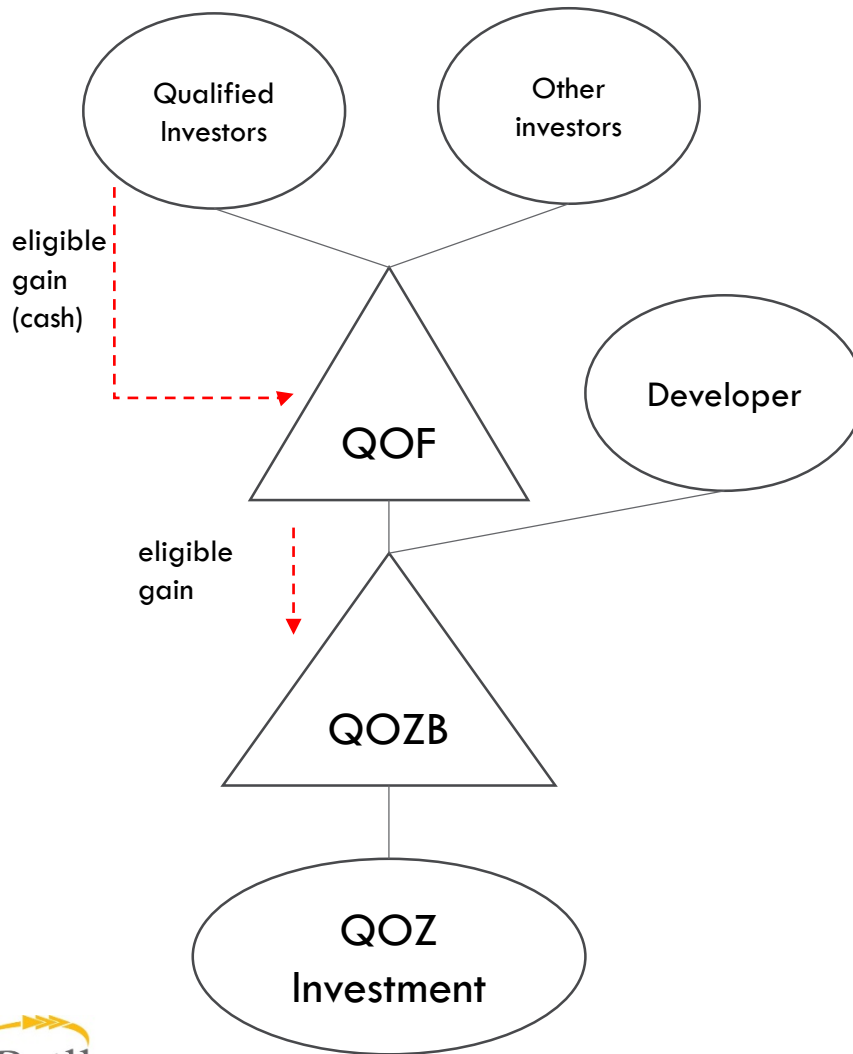 Qualified
Investors
Other
investors
eligible
gain
(cash)
Developer
QOF
eligible
gain
QOZB
QOZ
Investment